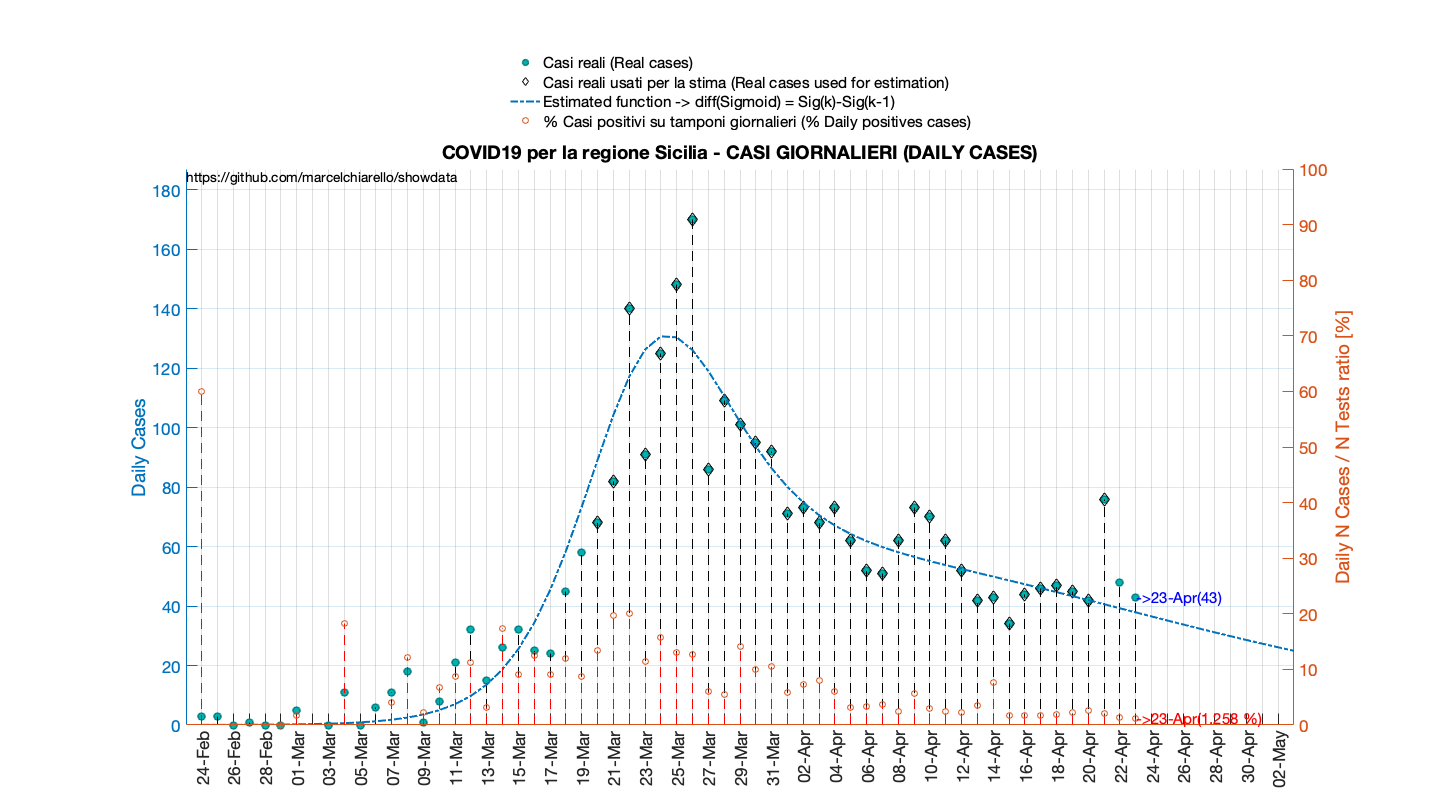 Casi reali (Real cases)
Casi reali usati per la stima (Real cases used for estimation)
Estimated function -> diff(Sigmoid) = Sig(k)-Sig(k-1)
% Casi positivi su tamponi giornalieri (% Daily positives cases)
COVID19 per la regione Sicilia - CASI GIORNALIERI (DAILY CASES)
https://github.com/marcelchiarello/showdata
Daily Cases
180
160
140
120
100
80
60
40
20
0
100
90
80
70
60
50
40
30
20
10
0
Daily N Cases / N Tests ratio [%]
->23-Apr(43)
->23-Apr(1.258 %)
24-Feb
26-Feb
28-Feb
01-Mar
03-Mar
05-Mar
07-Mar
09-Mar
11-Mar
13-Mar
15-Mar
17-Mar
19-Mar
21-Mar
23-Mar
25-Mar
27-Mar
29-Mar
31-Mar
02-Apr
04-Apr
06-Apr
08-Apr
10-Apr
12-Apr
14-Apr
16-Apr
18-Apr
20-Apr
22-Apr
24-Apr
26-Apr
28-Apr
30-Apr
02-May